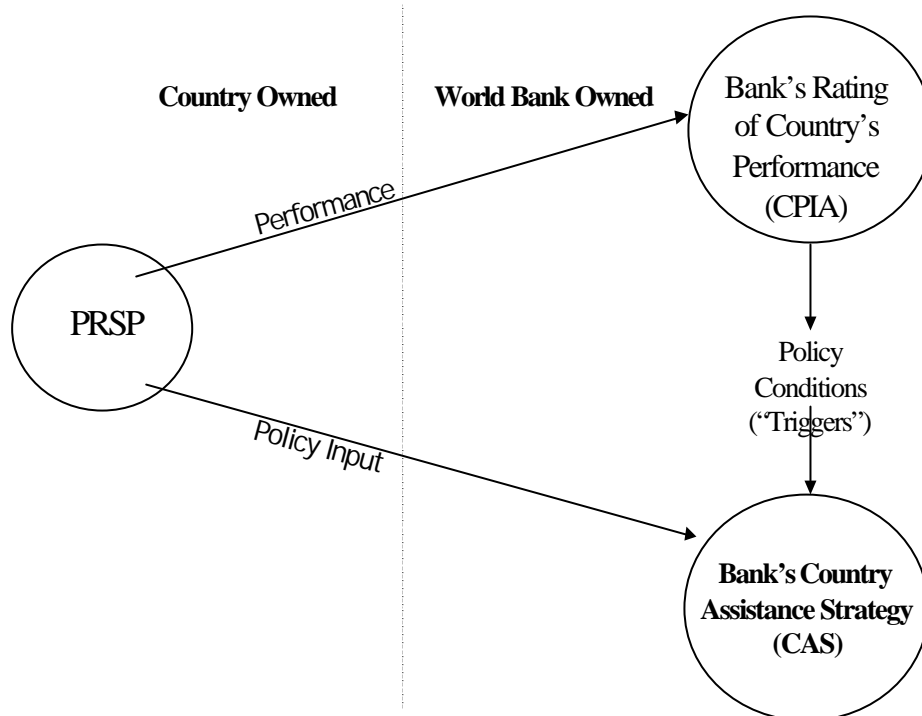 Country Owned
World Bank Owned
Bank’s Rating
of Country’s
Performance
(CPIA)
Performance
PRSP
Policy
Conditions
(“Triggers”)
Policy Input
Bank’s Country
Assistance Strategy
(CAS)